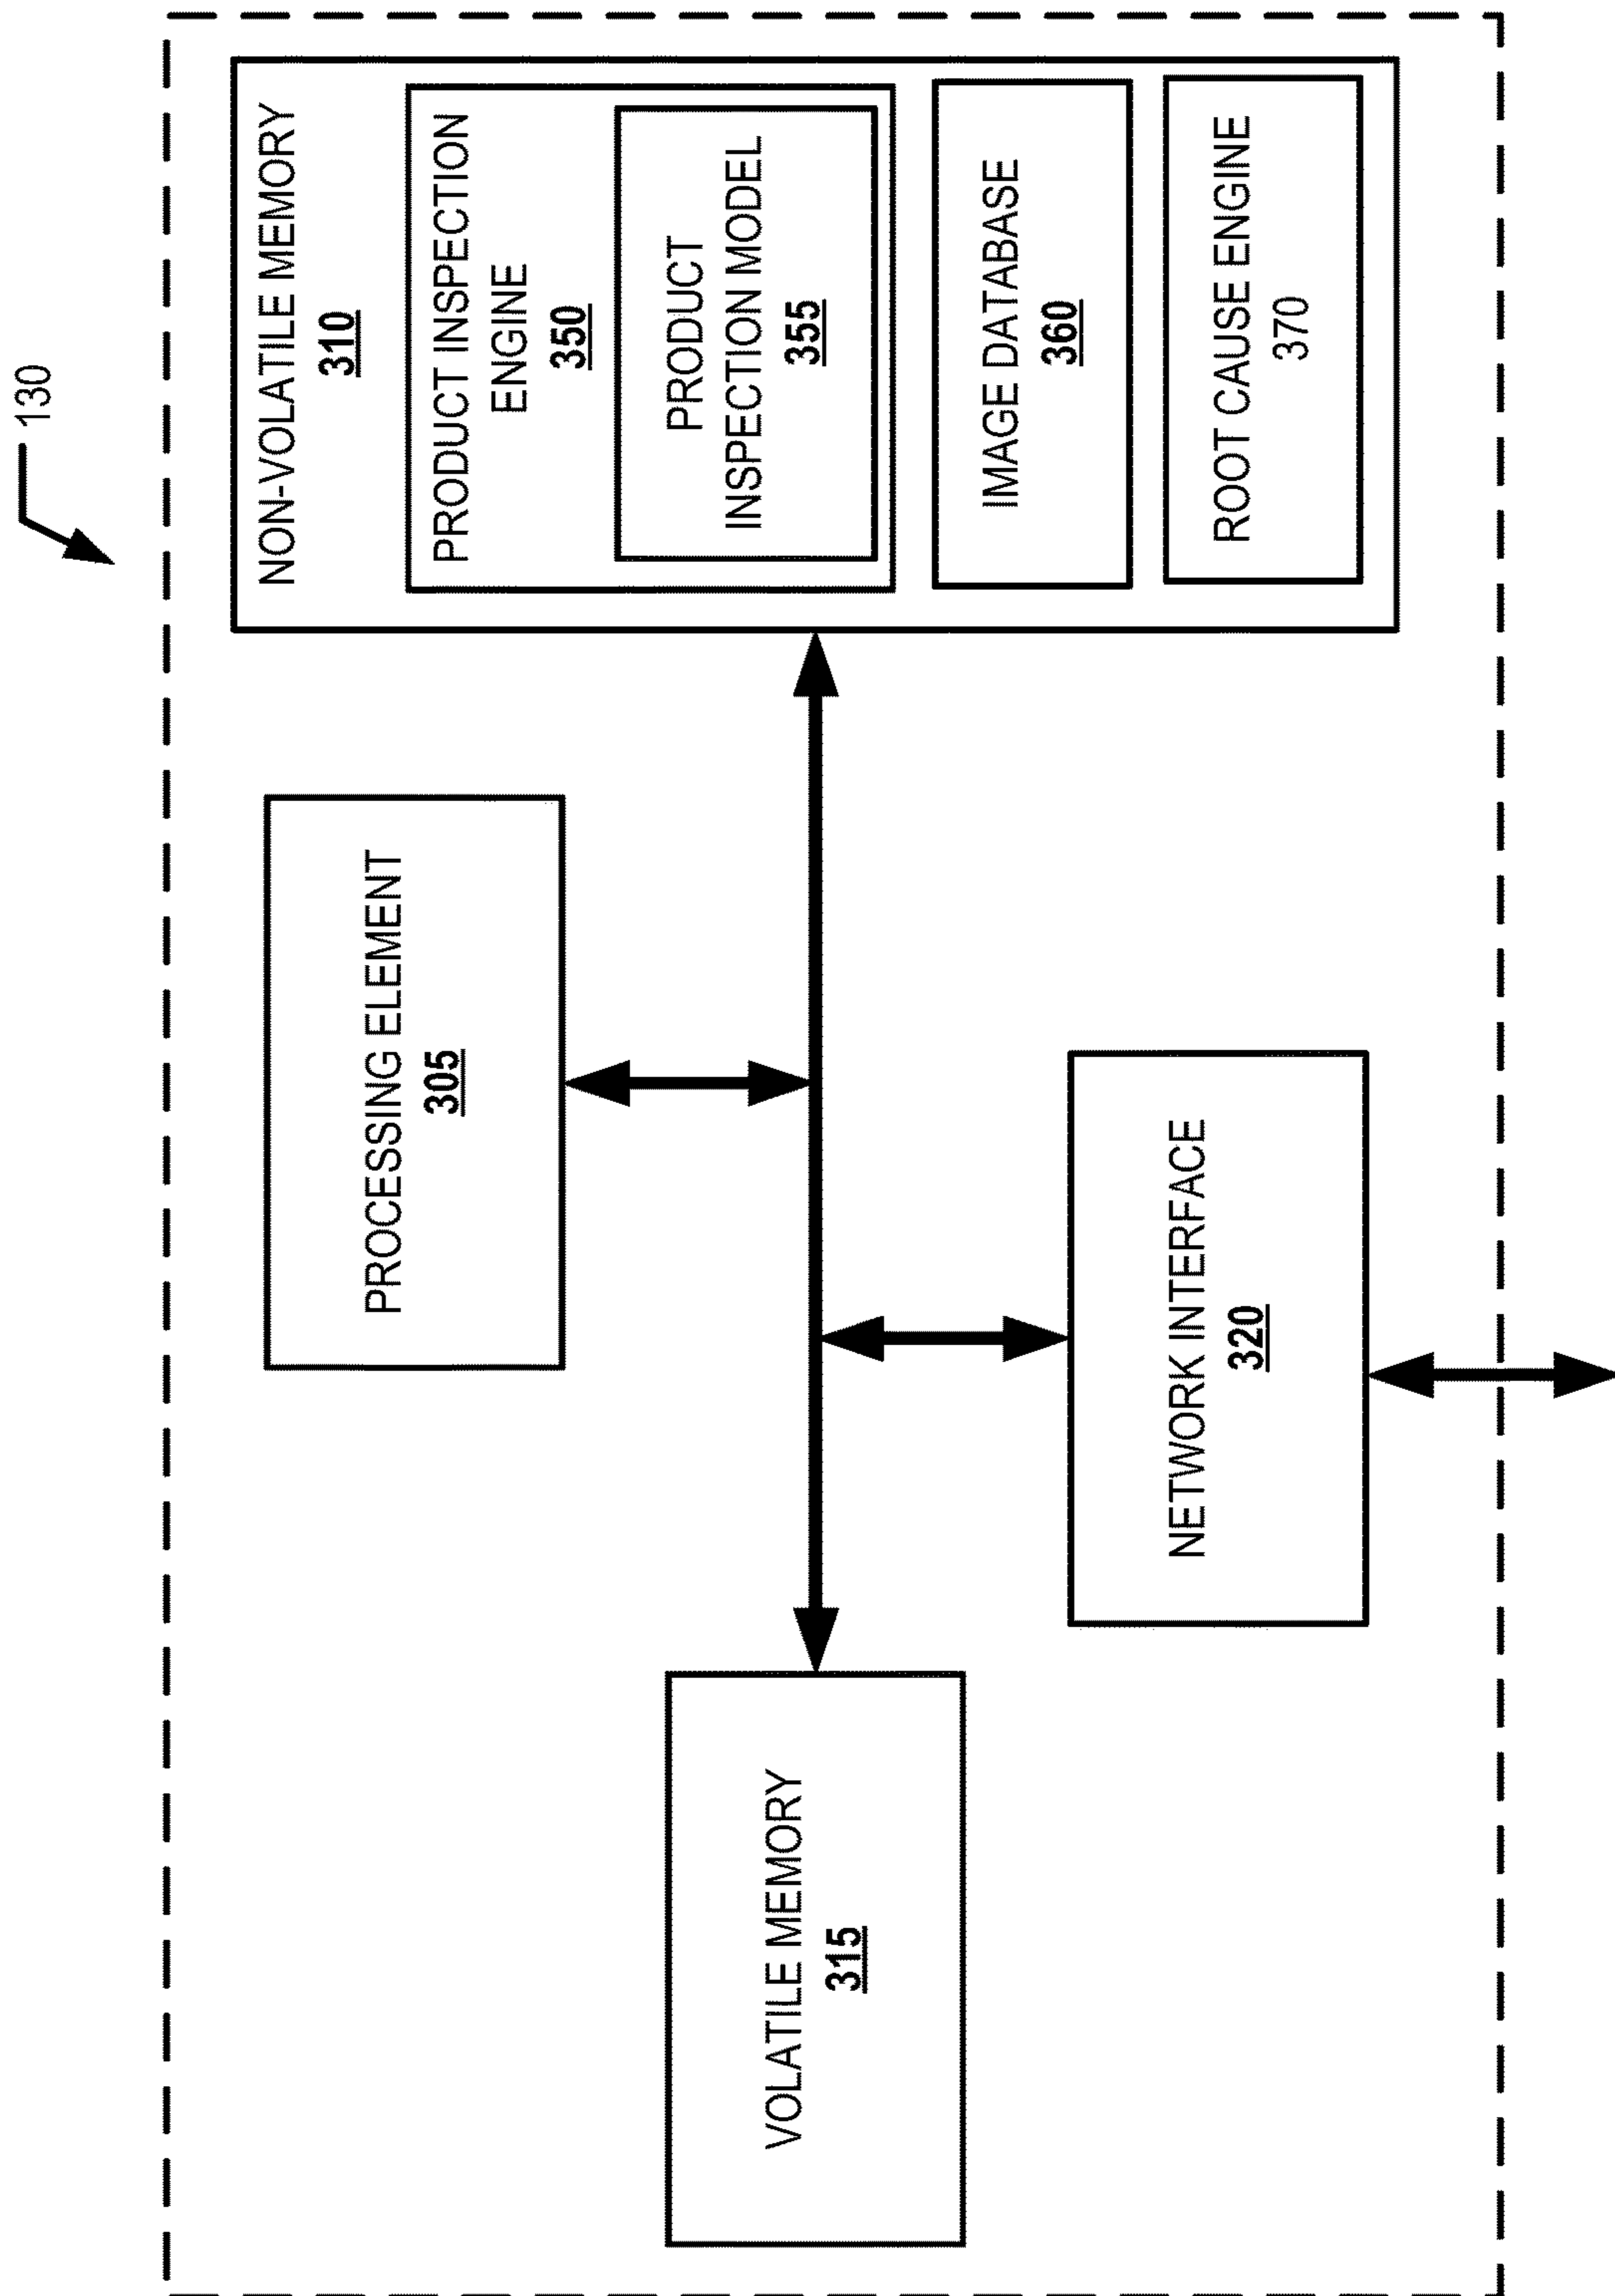 130
NON-VOLATILE MEMORY
310
PRODUCT INSPECTION
ENGINE
350
PRODUCT
INSPECTION MODEL
355
IMAGE DATABASE
360
ROOT CAUSE ENGINE
370
PROCESSING ELEMENT
305
NETWORK INTERFACE
320
VOLATILE MEMORY
315